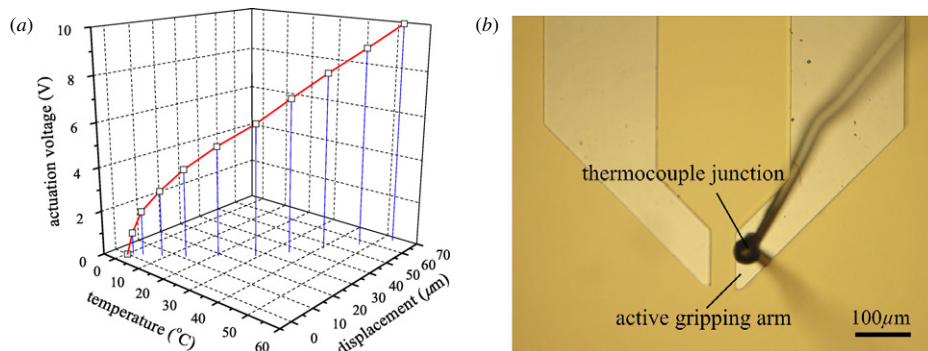 (a)
10
8
6
4
2
0
actuation voltage (V)
0
10
20
30
40
50
60
temperature (°C)
0
10
20
30
40
50
60
70
displacement (μm)
(b)
thermocouple junction
active gripping arm
100μm